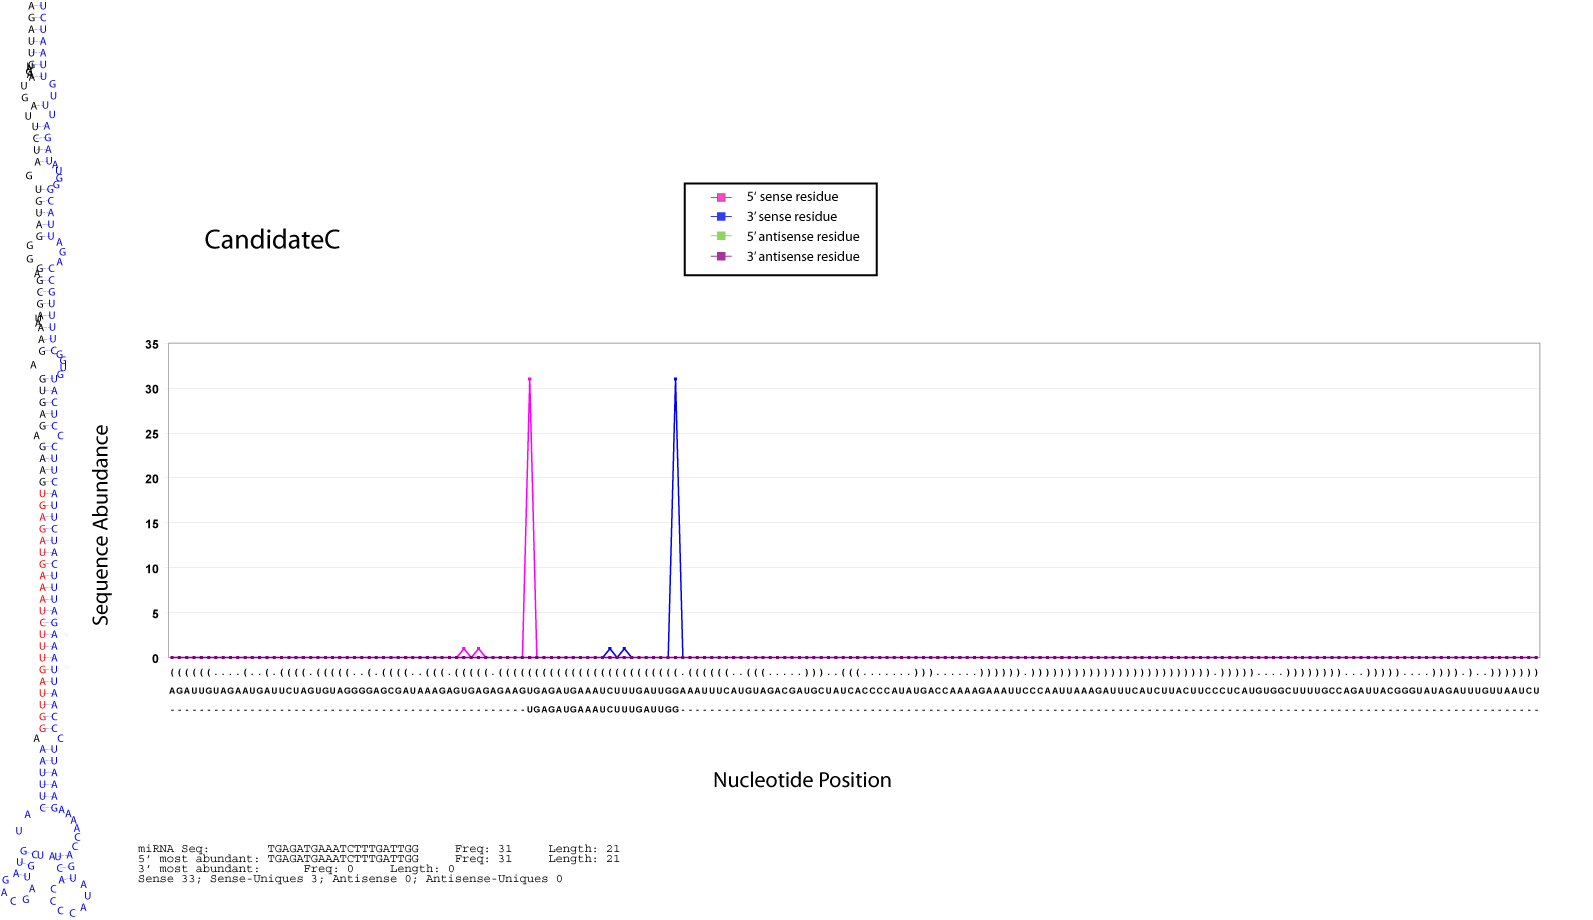 CandidateC
5' sense residue
3' sense residue
5' antisense residue
3' antisense residue
Sequence Abundance
35
30
25
20
15
10
5
0
AGAUUGUAGAAUGAUUCUAGUGUAGGGGAGCGAUAAAGAGUGAGAGAAGUGAGAUGAAAUCUUUGAUUGGAAAUUUCAUGUAGACGAUGCUAUCACCCCAUAUGACCAAAAGAAAUUCCCAAUUAAAGAUUUCAUCUUACUUCCCUCAUGUGGCUUUUGCCAGAUUACGGGUAUAGAUUUGUUAAUCU
UGAGAUGAAAUCUUUGAUUGG
Nucleotide Position
miRNA Seq: TGAGATGAAATCTTTGATTGG Freq: 31 Length: 21
5' most abundant: TGAGATGAAATCTTTGATTGG Freq: 31 Length: 21
3' most abundant: Freq: 0 Length: 0
Sense 33; Sense-Uniques 3; Antisense 0; Antisense-Uniques 0